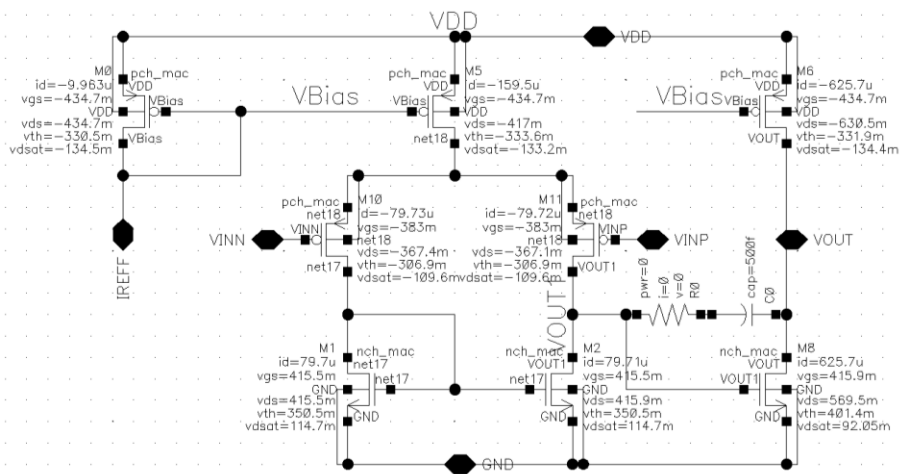 VDD
VDD
M0
pch_mac
id=-9.963u
VDD
vgs=-434.7m
VBias
VDD
vds=-434.7m
vth=-330.5m
VBias
vdsat=-134.5m
VBias
pch_mac
M5
VDD
id=-159.5u
vgs=-434.7m
VBias
VDD
vds=-417m
vth=-333.6m
net18
vdsat=-133.2m
VBias
pch_mac
M6
VDD
id=-625.7u
vgs=-434.7m
VBias
VDD
vds=-630.5m
vth=-331.9m
VOUT
vdsat=-134.4m
IREFF
pch_mac
M10
net18
id=-79.73u
vgs=-383m
VINN
VINN
net18
vds=-367.4m
vth=-306.9m
net17
vdsat=-109.6m
M11
pch_mac
id=-79.72u
net18
vgs=-383m
VINP
VINP
net18
vds=-367.1m
vth=-306.9m
VOUT1
vdsat=-109.6m
VOUT
VOUT1
pwr=0
i=0
v=0
R0
cap=500f
C0
M1
nch_mac
id=79.7u
net17
vgs=415.5m
net17
GND
vds=415.5m
vth=350.5m
GND
vdsat=114.7m
nch_mac
M2
VOUT1
id=79.71u
vgs=415.5m
net17
GND
vds=415.9m
vth=350.5m
GND
vdsat=114.7m
nch_mac
M8
VOUT
id=625.7u
vgs=415.9m
VOUT1
GND
vds=569.5m
vth=401.4m
GND
vdsat=92.05m
GND